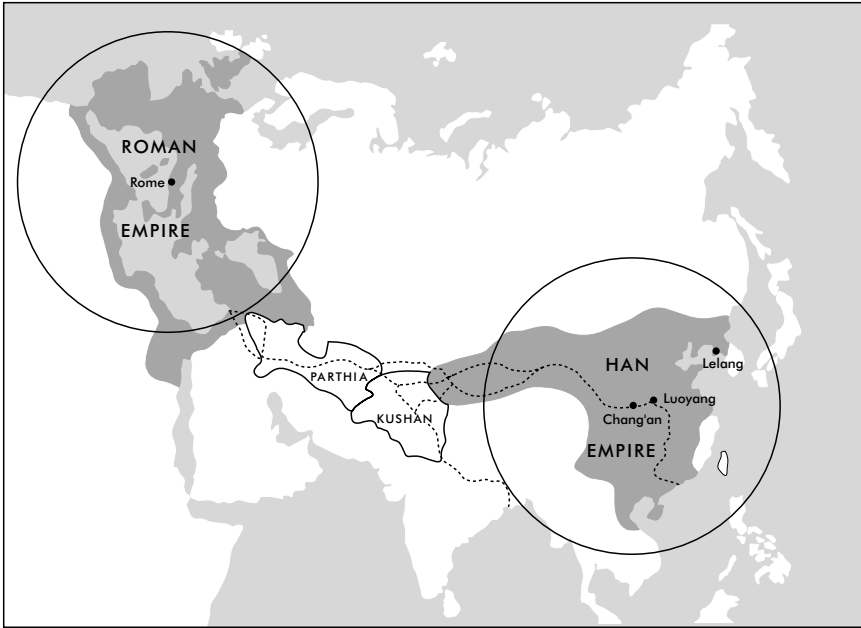 ROMAN
Rome
EMPIRE
PARTHIA
KUSHAN
HAN
Lelang
Luoyang
Chang'an
EMPIRE